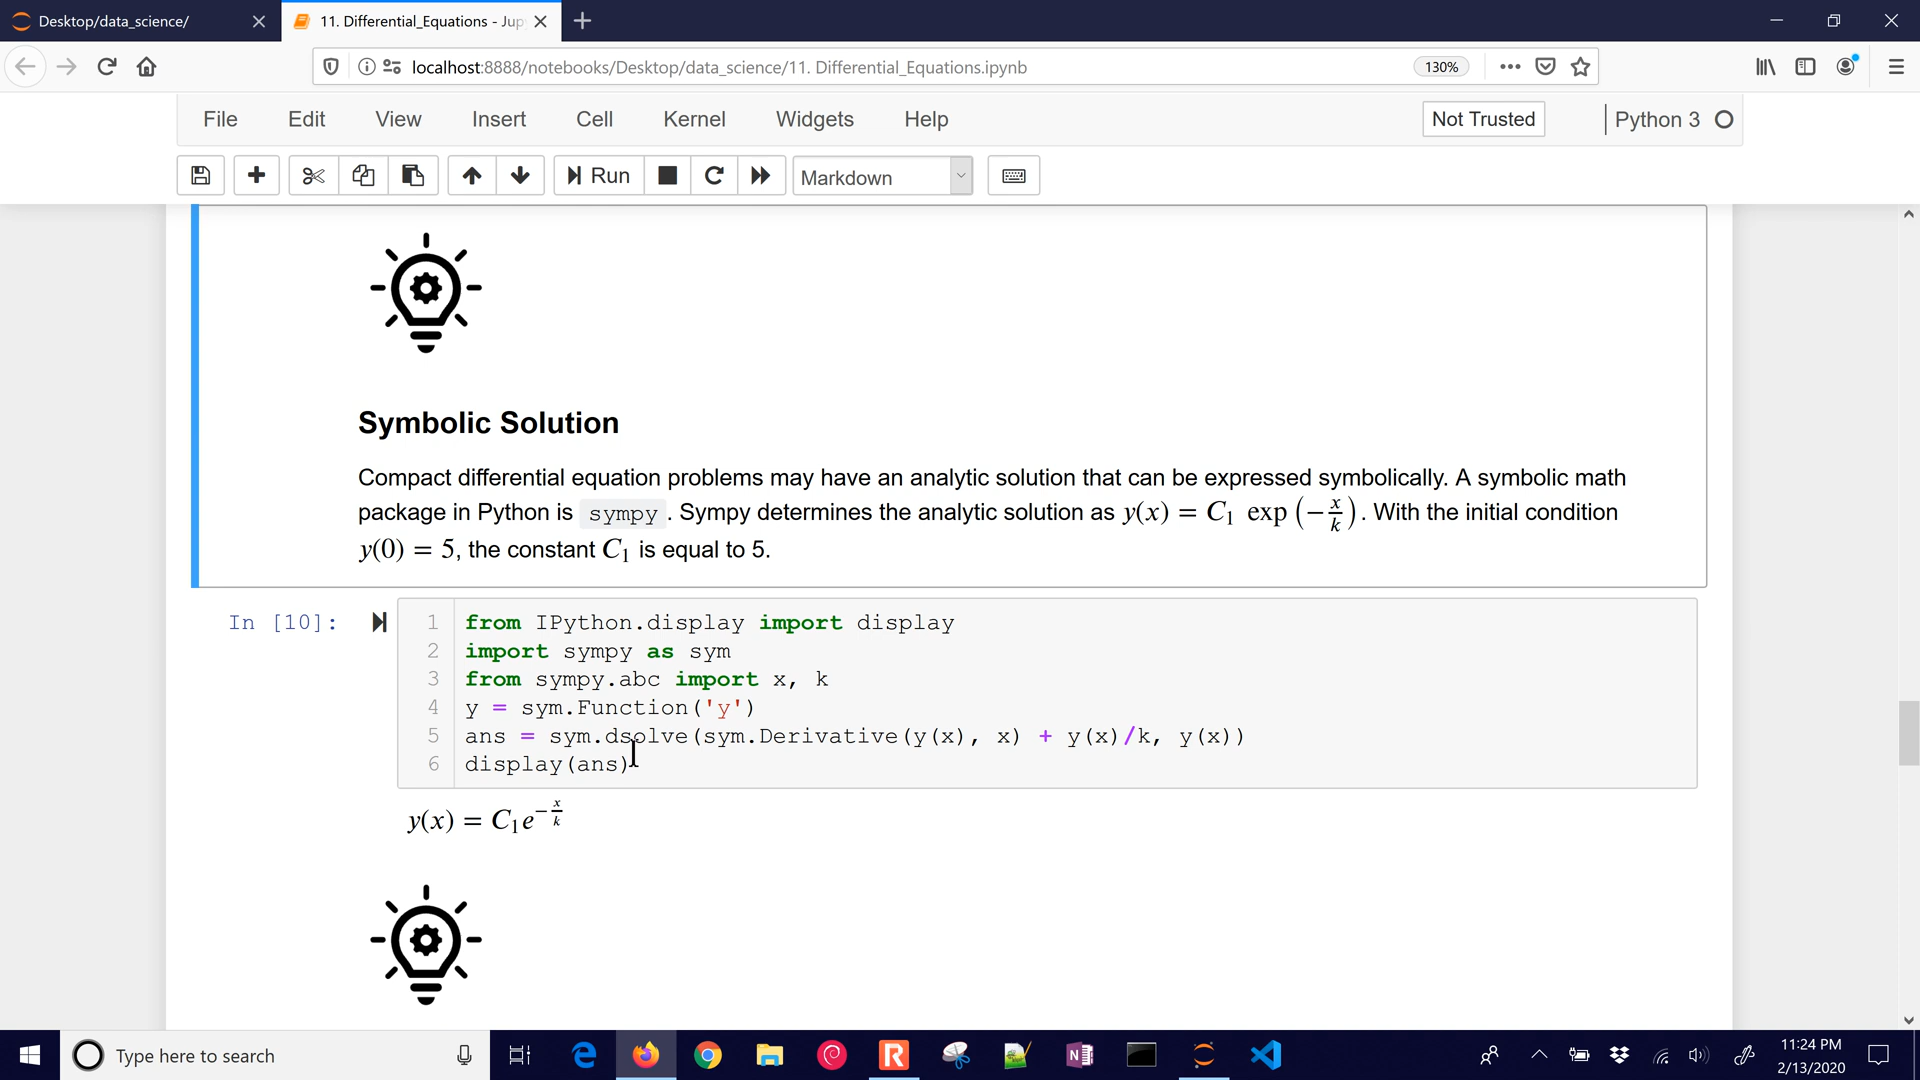 Desktop/data_science/
11. Differential_Equations - Jup
localhost:8888/notebooks/Desktop/data_science/11. Differential_Equations.ipynb
130%
File Edit View Insert Cell Kernel Widgets Help Not Trusted Python 3
Run Markdown
Symbolic Solution
Compact differential equation problems may have an analytic solution that can be expressed symbolically. A symbolic math
package in Python is sympy . Sympy determines the analytic solution as y(x) = C₁ exp (−x/k). With the initial condition
y(0) = 5, the constant C₁ is equal to 5.
In [10]:
1 from IPython.display import display
2 import sympy as sym
3 from sympy.abc import x, k
4 y = sym.Function('y')
5 ans = sym.dsolve(sym.Derivative(y(x), x) + y(x)/k, y(x))
6 display(ans)
y(x) = C₁e^(−x/k)
Type here to search
11:24 PM
2/13/2020